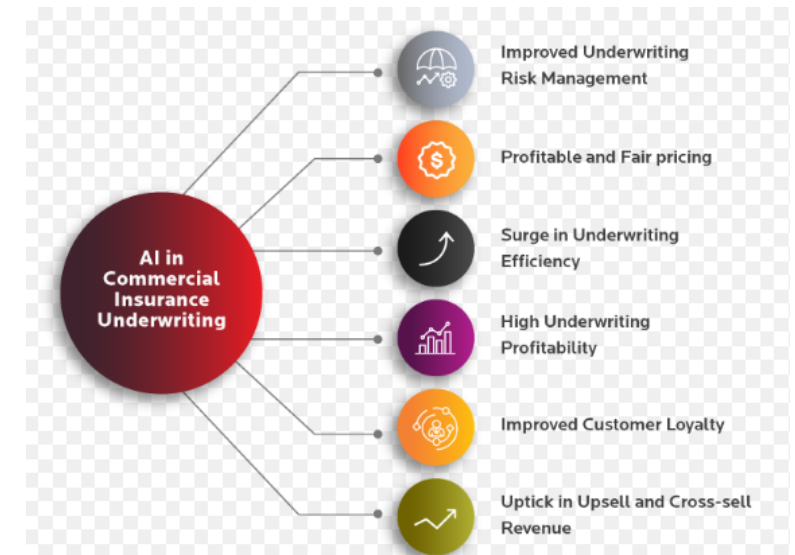 AI in
Commercial
Insurance
Underwriting
Improved Underwriting
Risk Management
$
Profitable and Fair pricing
Surge in Underwriting
Efficiency
High Underwriting
Profitability
Improved Customer Loyalty
Uptick in Upsell and Cross-sell
Revenue